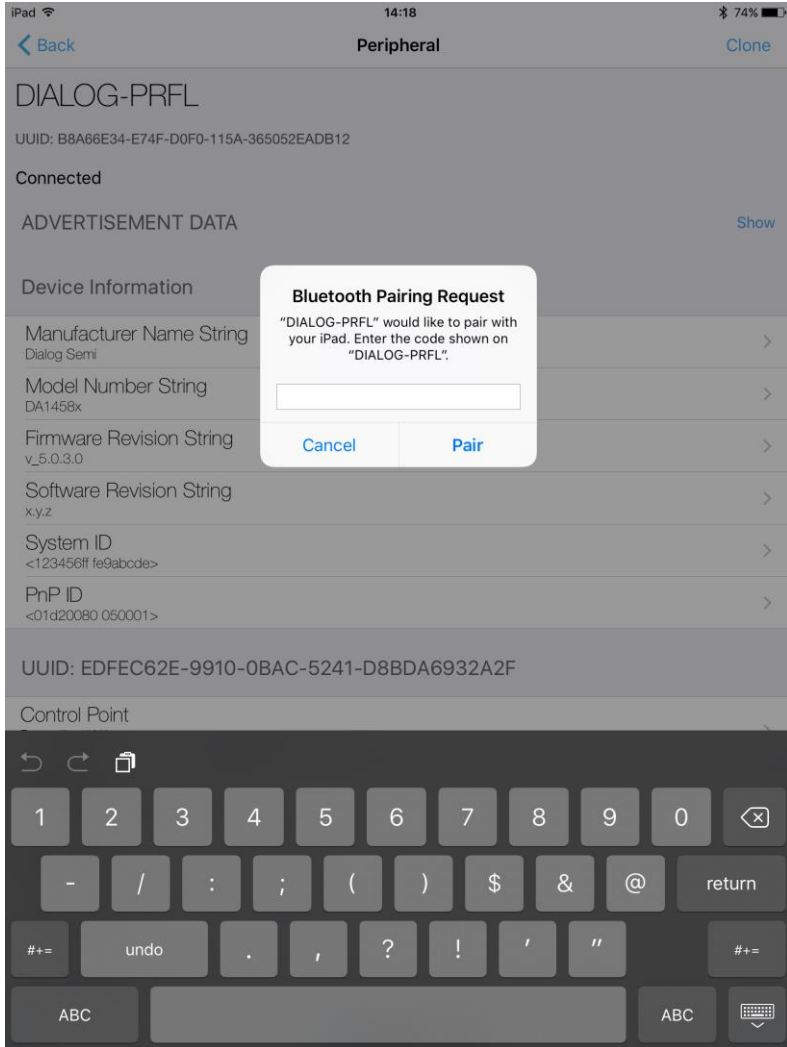 iPad 14:18 74%
Back Peripheral Clone
DIALOG-PRFL
UUID: B8A66E34-E74F-D0F0-115A-365052EADB12
Connected
ADVERTISEMENT DATA Show
Device Information
Bluetooth Pairing Request
“DIALOG-PRFL” would like to pair with
your iPad. Enter the code shown on
“DIALOG-PRFL”.
Cancel Pair
Manufacturer Name String
Dialog Semi
Model Number String
DA1458x
Firmware Revision String
v_5.0.3.0
Software Revision String
x.y.z
System ID
<123456ff fe9abcde>
PnP ID
<01d20080 050001>
UUID: EDFEC62E-9910-0BAC-5241-D8BDA6932A2F
Control Point
1 2 3 4 5 6 7 8 9 0
- / : ; ( ) $ & @ return
#+= undo . , ? ! ' " #+=
ABC ABC